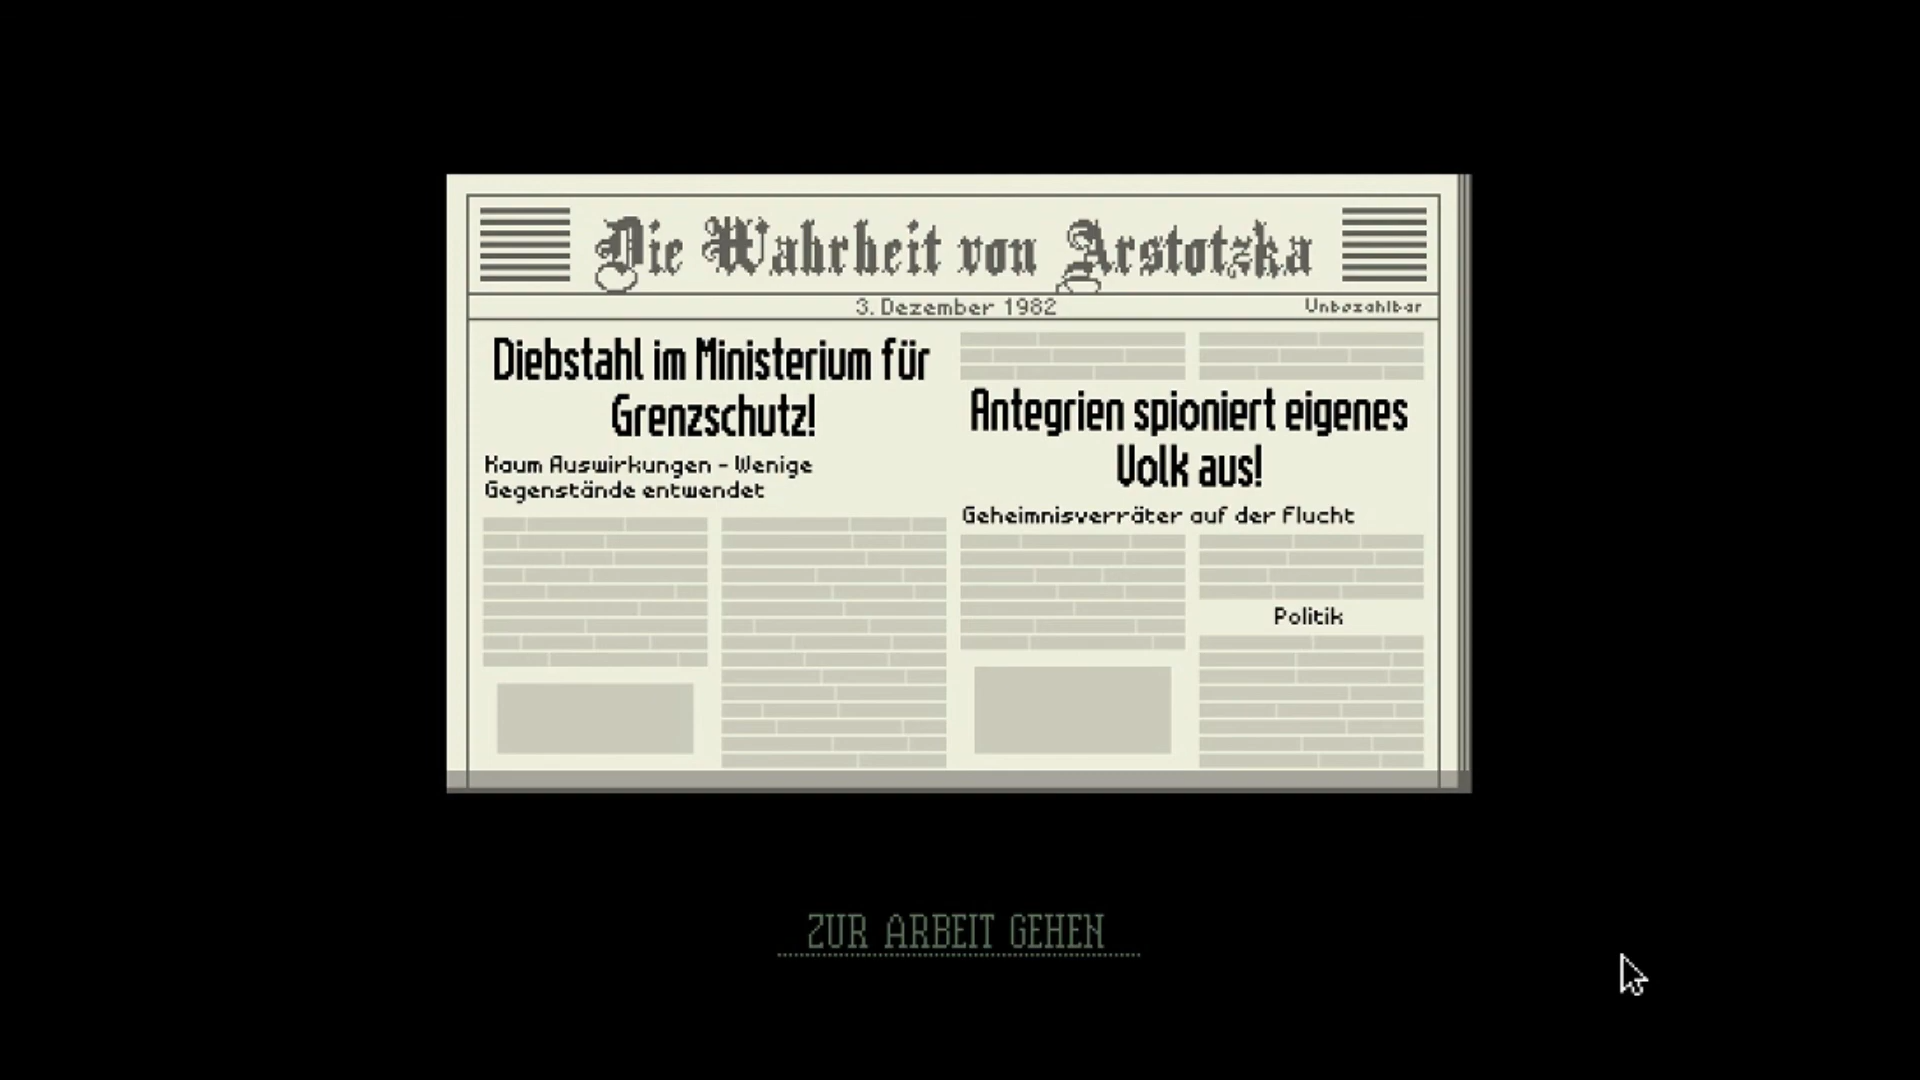 Die Wahrheit von Arstotzka
3. Dezember 1982
Unbezahlbar
Diebstahl im Ministerium für
Grenzschutz!
Kaum Auswirkungen - Wenige
Gegenstände entwendet
Antegrien spioniert eigenes
Volk aus!
Geheimnisverräter auf der Flucht
Politik
ZUR ARBEIT GEHEN